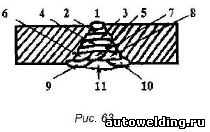 6 4 2 1 3 5 7 8
9 11 10
Рис. 63
autowelding.ru